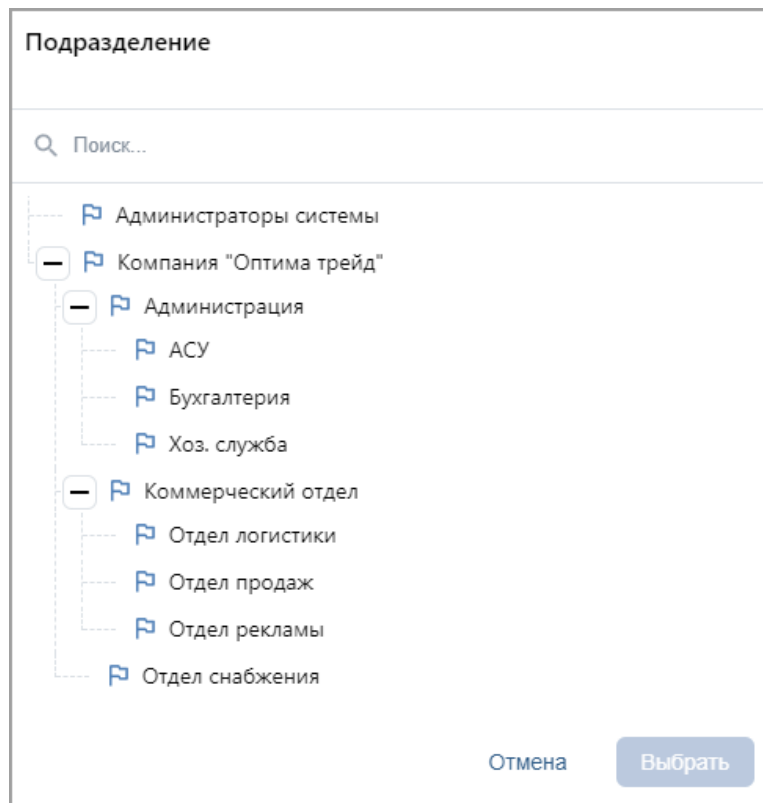 Подразделение
Поиск...
Администраторы системы
Компания "Оптима трейд"
Администрация
АСУ
Бухгалтерия
Хоз. служба
Коммерческий отдел
Отдел логистики
Отдел продаж
Отдел рекламы
Отдел снабжения
Отмена Выбрать